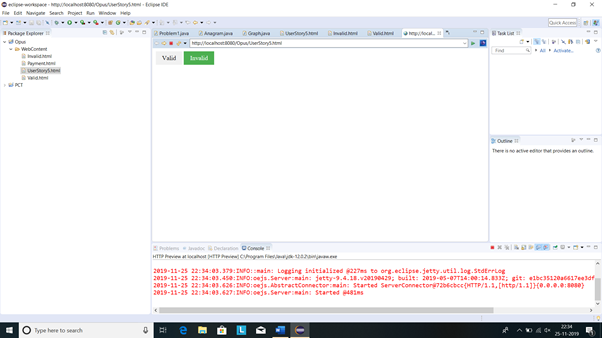 eclipse-workspace - http://localhost:8080/Opus/UserStory5.html - Eclipse IDE
File Edit Navigate Search Project Run Window Help
Quick Access
Package Explorer
Opus
WebContent
Invalid.html
Payment.html
UserStory5.html
Valid.html
PCT
Problem1.java Anagram.java Graph.java UserStory5.html Invalid.html Valid.html http://local...
http://localhost:8080/Opus/UserStory5.html
Valid Invalid
Task List
Find All Activate...
Outline
There is no active editor that provides an outline.
Problems Javadoc Declaration Console
HTTP Preview at localhost [HTTP Preview] C:\Program Files\Java\jdk-12.0.2\bin\javaw.exe
2019-11-25 22:34:03.379:INFO::main: Logging initialized @227ms to org.eclipse.jetty.util.log.StdErrLog
2019-11-25 22:34:03.450:INFO:oejs.Server:main: jetty-9.4.18.v20190429; built: 2019-05-07T14:00:14.833Z; git: e1bc35120a6617ee3df
2019-11-25 22:34:03.626:INFO:oejs.AbstractConnector:main: Started ServerConnector@72b6cbcc{HTTP/1.1,[http/1.1]}{0.0.0.0:8080}
2019-11-25 22:34:03.627:INFO:oejs.Server:main: Started @481ms
Type here to search
22:34
25-11-2019